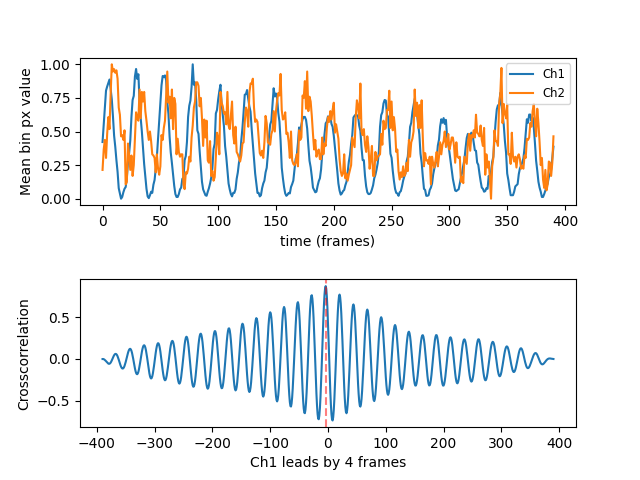 1.00
0.75
0.50
0.25
0.00
Mean bin px value
Ch1
Ch2
0 50 100 150 200 250 300 350 400
time (frames)
0.5
0.0
−0.5
Crosscorrelation
−400 −300 −200 −100 0 100 200 300 400
Ch1 leads by 4 frames